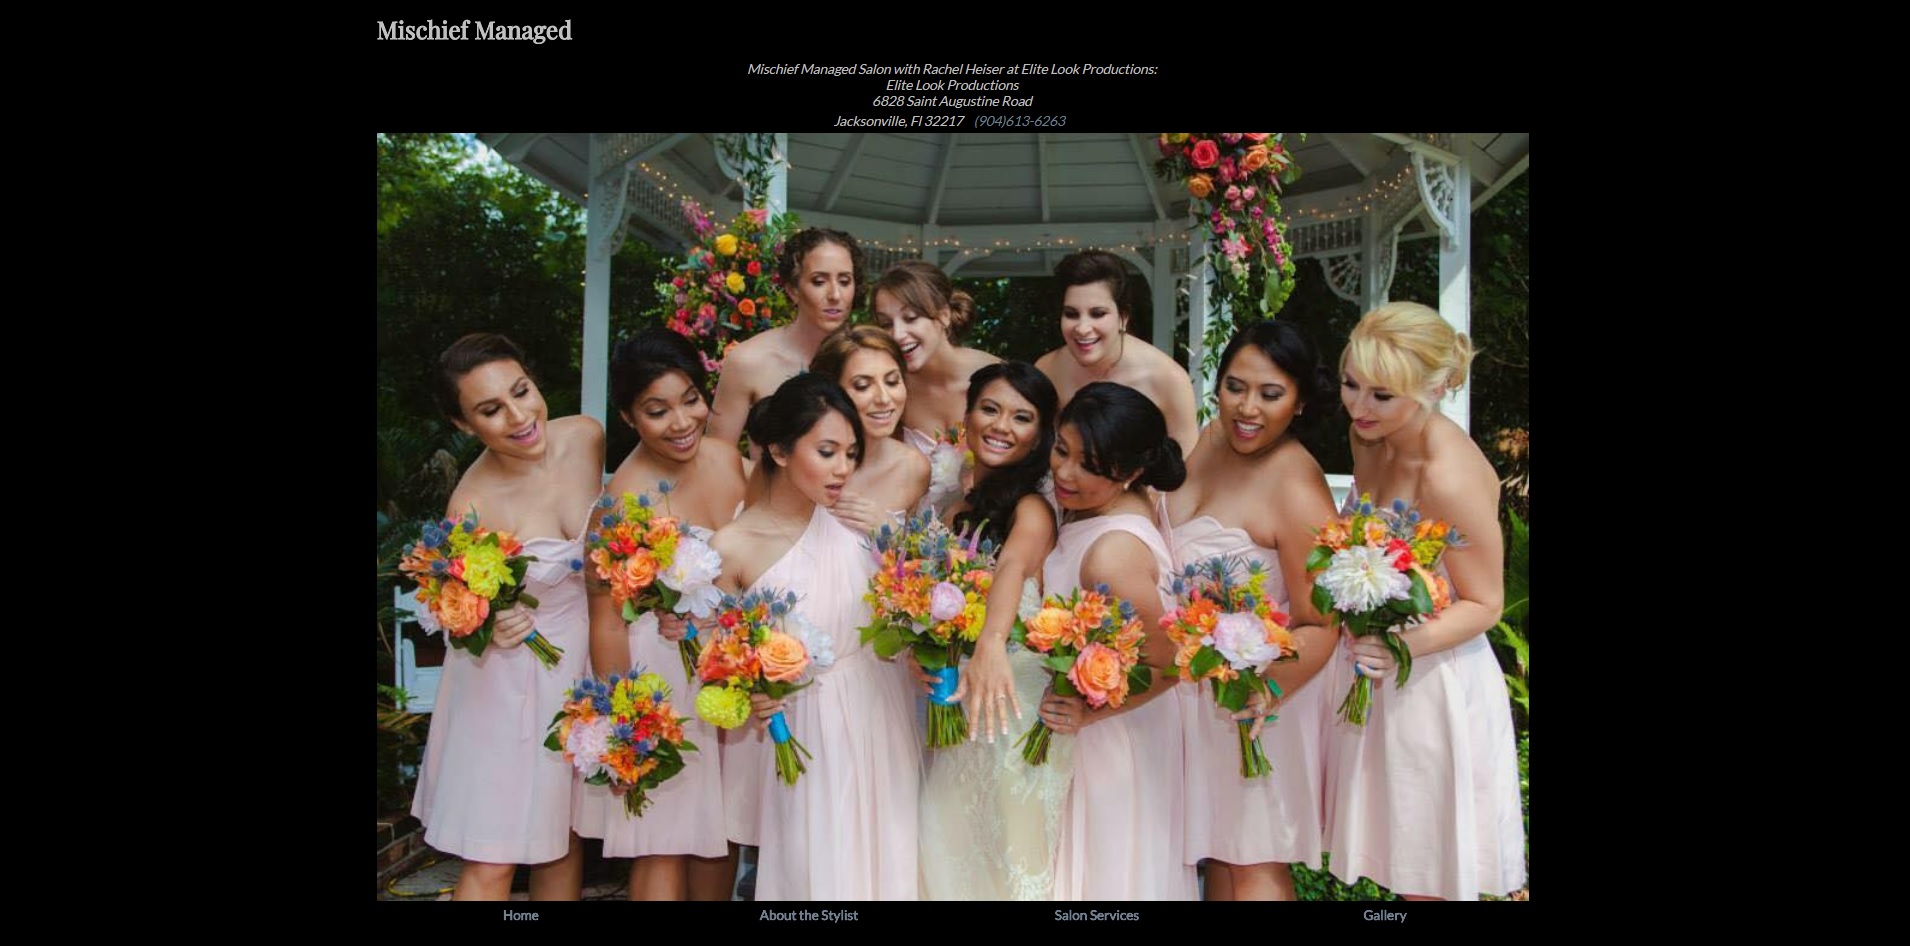 Mischief Managed
Mischief Managed Salon with Rachel Heiser at Elite Look Productions:
Elite Look Productions
6828 Saint Augustine Road
Jacksonville, Fl 32217 (904)613-6263
Home About the Stylist Salon Services Gallery